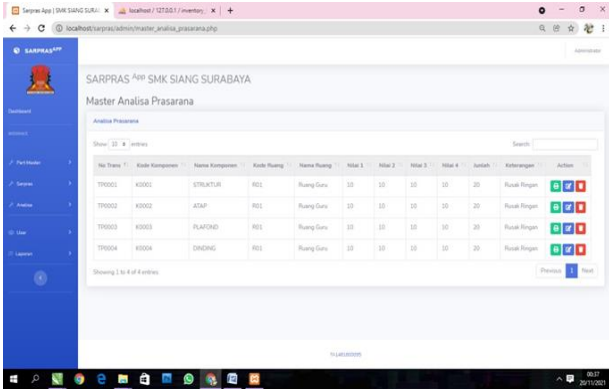 Sarpras App | SMK SIANG SURAB
localhost / 127.0.0.1 / inventory_
localhost/sarpras/admin/master_analisa_prasarana.php
SARPRAS APP
Administrator
SARPRAS App SMK SIANG SURABAYA
Master Analisa Prasarana
Dashboard
Analisa Prasarana
INTERFACE
Show 10 entries
Search:
Part Master
Sarpras
Analisa
User
Laporan
No Trans Kode Komponen Nama Komponen Kode Ruang Nama Ruang Nilai 1 Nilai 2 Nilai 3 Nilai 4 Jumlah Keterangan Action
TP0001 K0001 STRUKTUR R01 Ruang Guru 10 10 10 10 20 Rusak Ringan
TP0002 K0002 ATAP R01 Ruang Guru 10 10 10 10 20 Rusak Ringan
TP0003 K0003 PLAFOND R01 Ruang Guru 10 10 10 10 20 Rusak Ringan
TP0004 K0004 DINDING R01 Ruang Guru 10 10 10 10 20 Rusak Ringan
Showing 1 to 4 of 4 entries
Previous 1 Next
00:37
20/11/2021